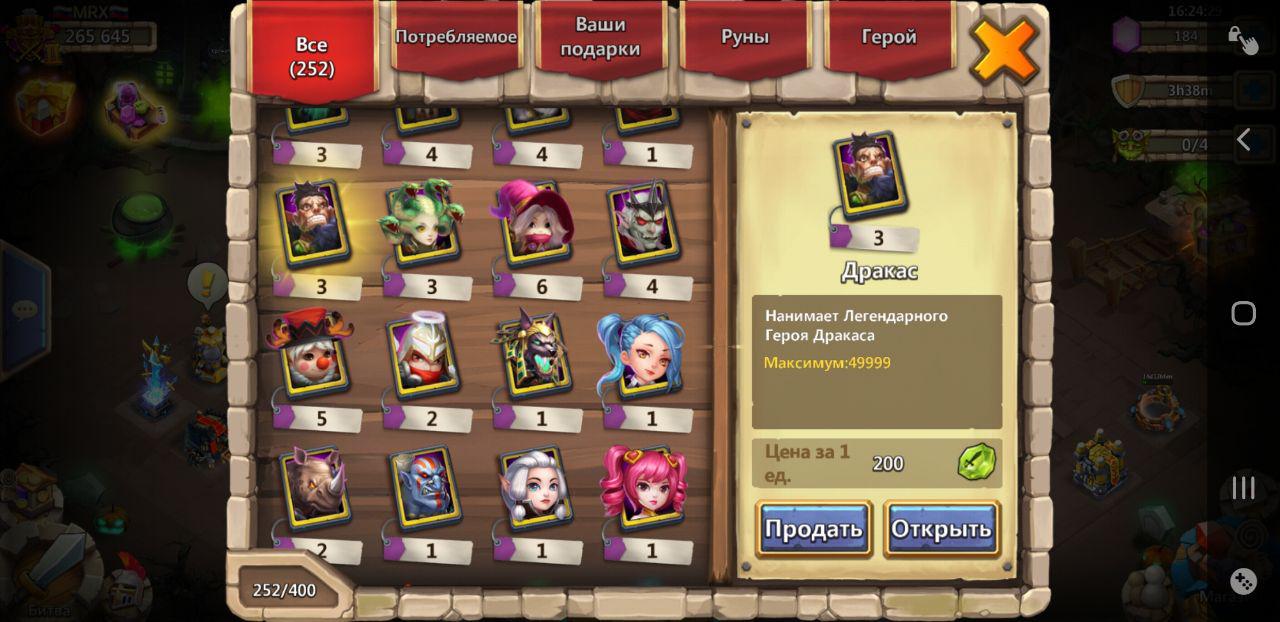 MRX
265 645
Все
(252)
Потребляемое
Ваши
подарки
Руны
Герой
16:24:29
184
3h38m
0/4
3
4
4
1
3
3
6
4
5
2
1
1
2
1
1
1
252/400
3
Дракас
Нанимает Легендарного
Героя Дракаса
Максимум:49999
Цена за 1
ед.
200
Продать
Открыть
Битва